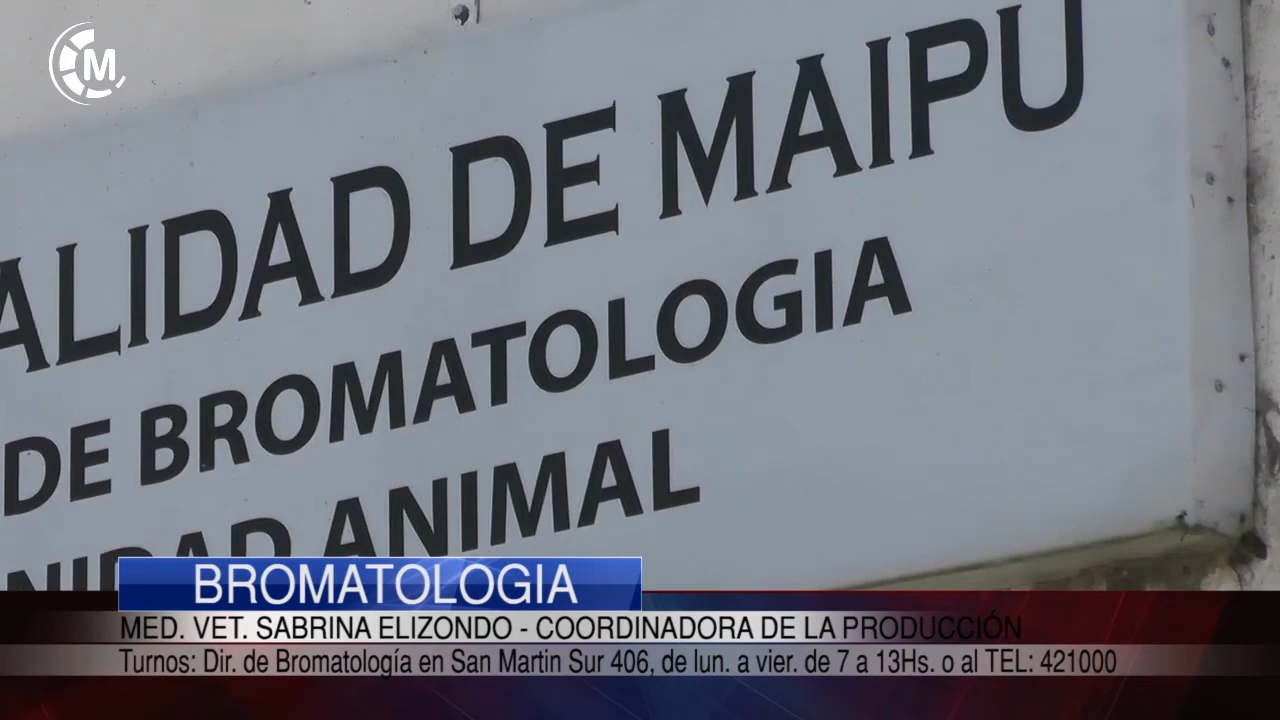 M
ALIDAD DE MAIPU
DE BROMATOLOGIA
NIDAD ANIMAL
BROMATOLOGIA
MED. VET. SABRINA ELIZONDO - COORDINADORA DE LA PRODUCCIÓN
Turnos: Dir. de Bromatología en San Martin Sur 406, de lun. a vier. de 7 a 13Hs. o al TEL: 421000